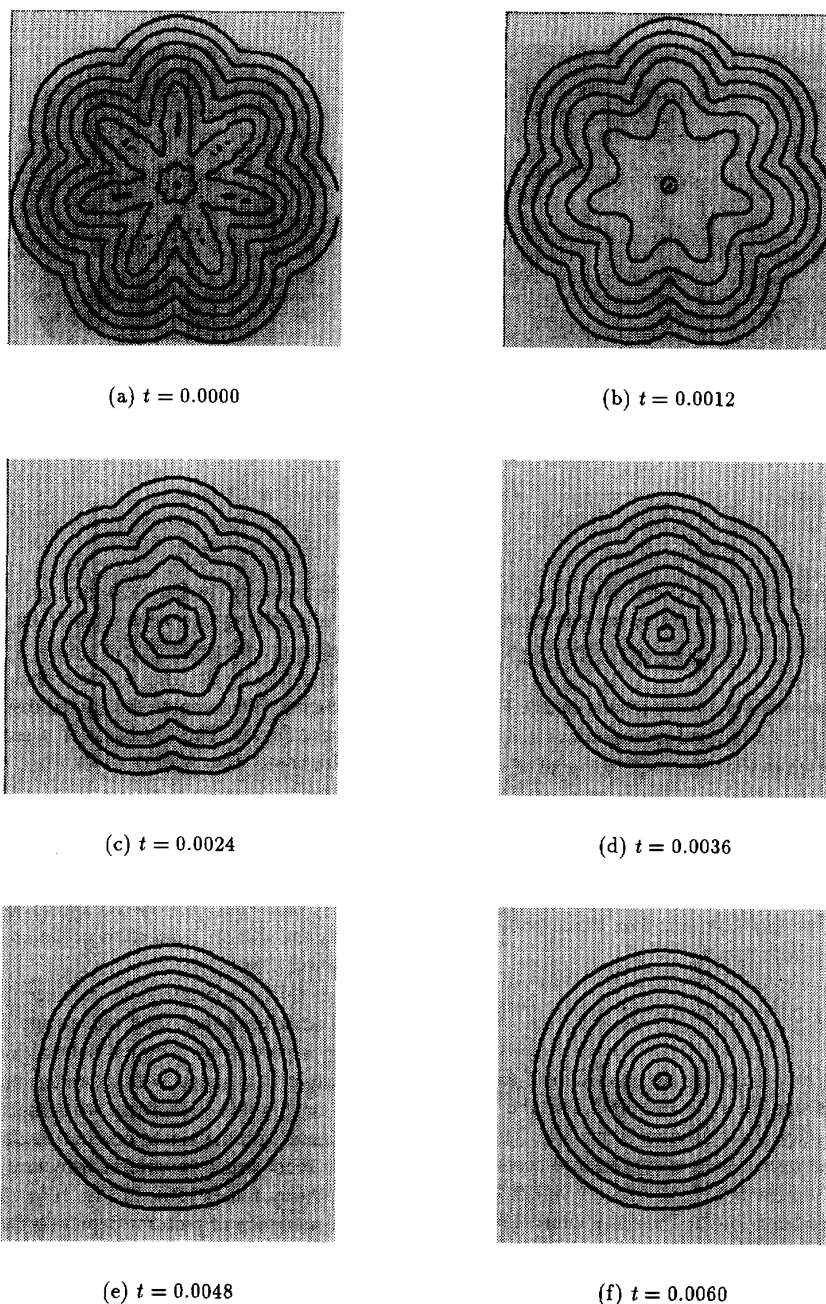 (a) t = 0.0000
(b) t = 0.0012
(c) t = 0.0024
(d) t = 0.0036
(e) t = 0.0048
(f) t = 0.0060